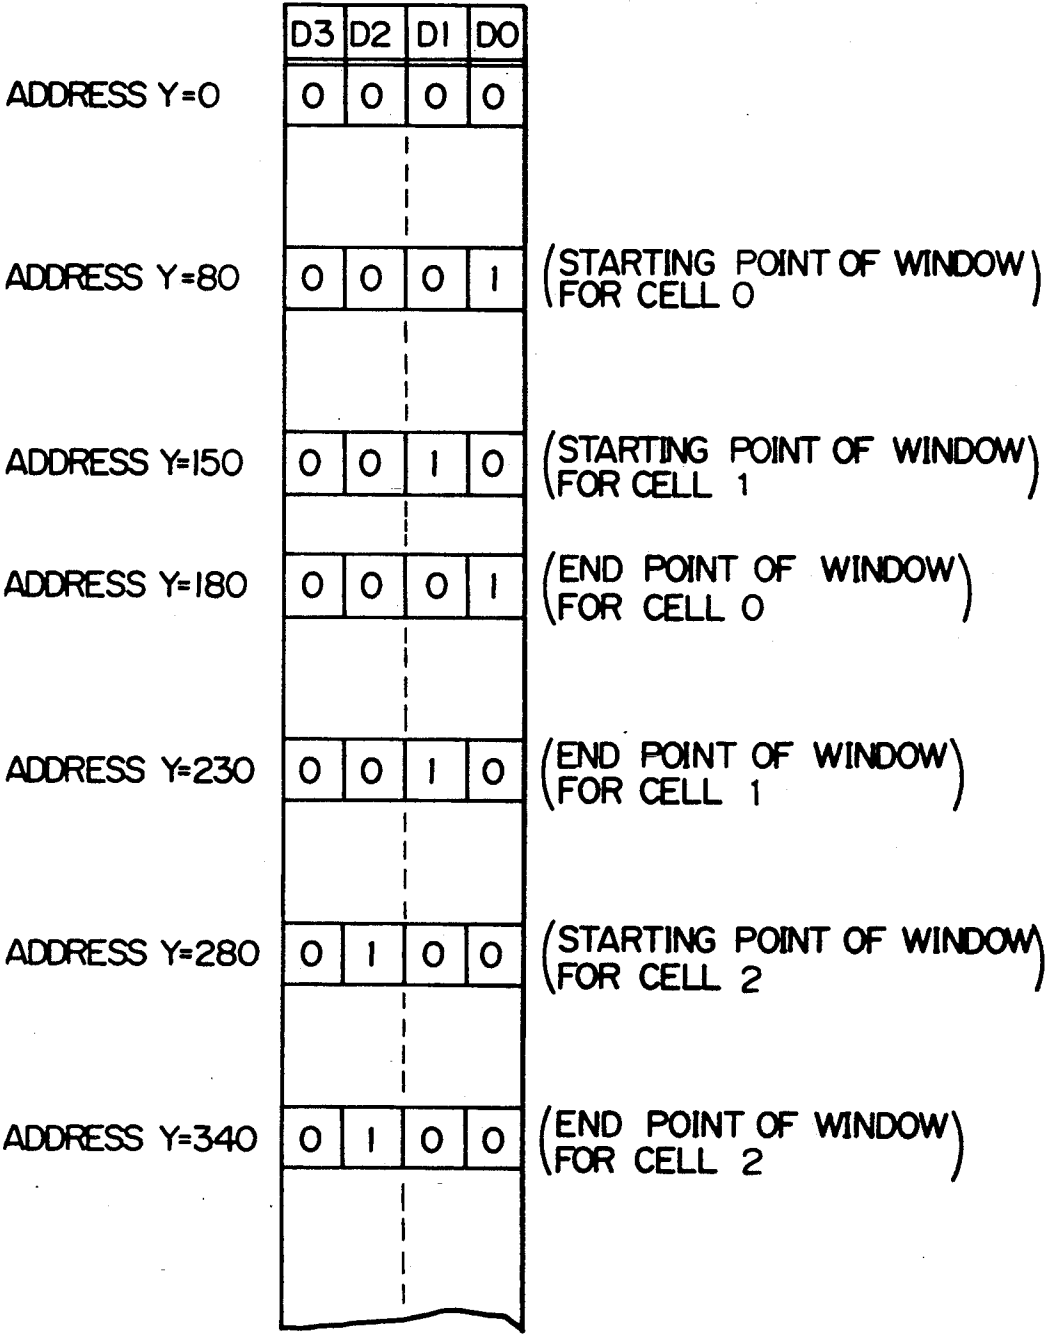 D3 D2 D1 D0
ADDRESS Y=0 0 0 0 0
ADDRESS Y=80 0 0 0 1 (STARTING POINT OF WINDOW
FOR CELL 0)
ADDRESS Y=150 0 0 1 0 (STARTING POINT OF WINDOW
FOR CELL 1)
ADDRESS Y=180 0 0 0 1 (END POINT OF WINDOW
FOR CELL 0)
ADDRESS Y=230 0 0 1 0 (END POINT OF WINDOW
FOR CELL 1)
ADDRESS Y=280 0 1 0 0 (STARTING POINT OF WINDOW
FOR CELL 2)
ADDRESS Y=340 0 1 0 0 (END POINT OF WINDOW
FOR CELL 2)